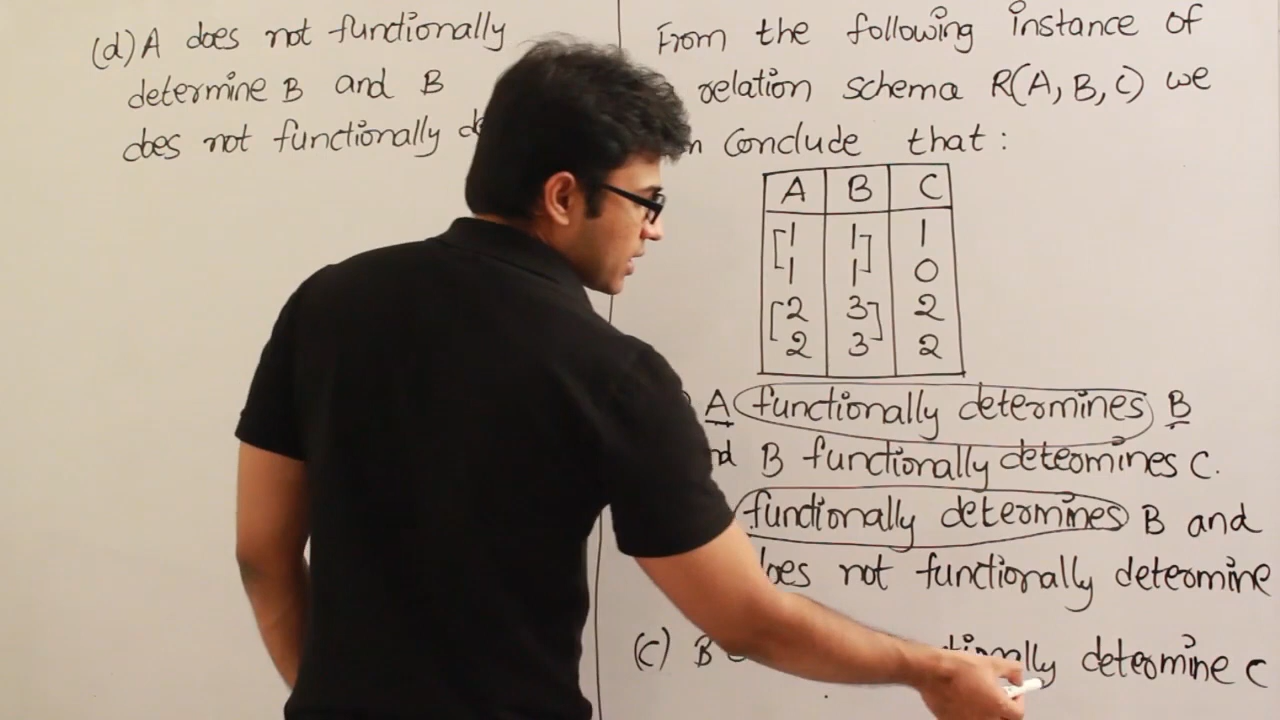 (d) A does not functionally
determine B and B
does not functionally
From the following instance of
relation schema R(A, B, C) we
conclude that :
A B C
1 1 1
1 1 0
2 3 2
2 3 2
A functionally determines B
B functionally determines C.
functionally determines B and
not functionally determine
(c) B determine C